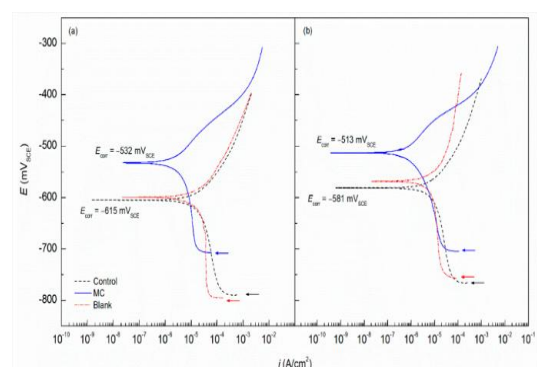 (a) (b)
-300
-400
-500
-600
-700
-800
E (mV_SCE)
E_corr = −532 mV_SCE
E_corr = −615 mV_SCE
E_corr = −513 mV_SCE
E_corr = −581 mV_SCE
Control
MC
Blank
10^-10 10^-9 10^-8 10^-7 10^-6 10^-5 10^-4 10^-3 10^-2 10^-10 10^-9 10^-8 10^-7 10^-6 10^-5 10^-4 10^-3 10^-2 10^-1
i (A/cm²)